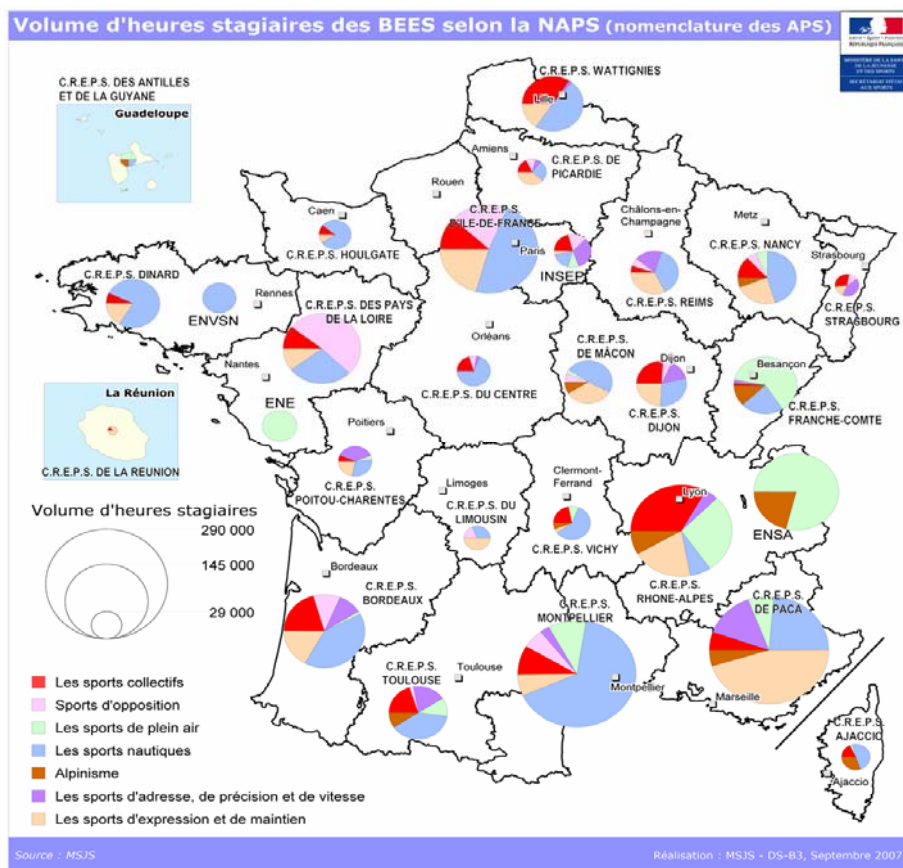 Volume d'heures stagiaires des BEES selon la NAPS (nomenclature des APS)
RÉPUBLIQUE FRANÇAISE
C.R.E.P.S. DES ANTILLES
ET DE LA GUYANE
Guadeloupe
C.R.E.P.S. WATTIGNIES
Lille
Amiens
C.R.E.P.S. DE
PICARDIE
Rouen
Caen
C.R.E.P.S. HOULGATE
C.R.E.P.S.
D'ILE-DE-FRANCE
Paris
INSEP
Châlons-en-
Champagne
C.R.E.P.S. REIMS
Metz
C.R.E.P.S. NANCY
Strasbourg
C.R.E.P.S.
STRASBOURG
C.R.E.P.S. DINARD
ENVSN
Rennes
C.R.E.P.S. DES PAYS
DE LA LOIRE
Nantes
ENE
Orléans
C.R.E.P.S. DU CENTRE
C.R.E.P.S.
DE MÂCON
Dijon
C.R.E.P.S.
DIJON
Besançon
C.R.E.P.S.
FRANCHE-COMTE
La Réunion
C.R.E.P.S. DE LA REUNION
Poitiers
C.R.E.P.S.
POITOU-CHARENTES
Limoges
C.R.E.P.S. DU
LIMOUSIN
Clermont-
Ferrand
C.R.E.P.S. VICHY
Lyon
C.R.E.P.S.
RHONE-ALPES
ENSA
Volume d'heures stagiaires
290 000
145 000
29 000
Bordeaux
C.R.E.P.S.
BORDEAUX
C.R.E.P.S.
TOULOUSE
Toulouse
C.R.E.P.S.
MONTPELLIER
Montpellier
C.R.E.P.S.
DE PACA
Marseille
C.R.E.P.S.
AJACCIO
Ajaccio
Les sports collectifs
Sports d'opposition
Les sports de plein air
Les sports nautiques
Alpinisme
Les sports d'adresse, de précision et de vitesse
Les sports d'expression et de maintien
Source : MSJS
Réalisation : MSJS - DS-B3, Septembre 2007